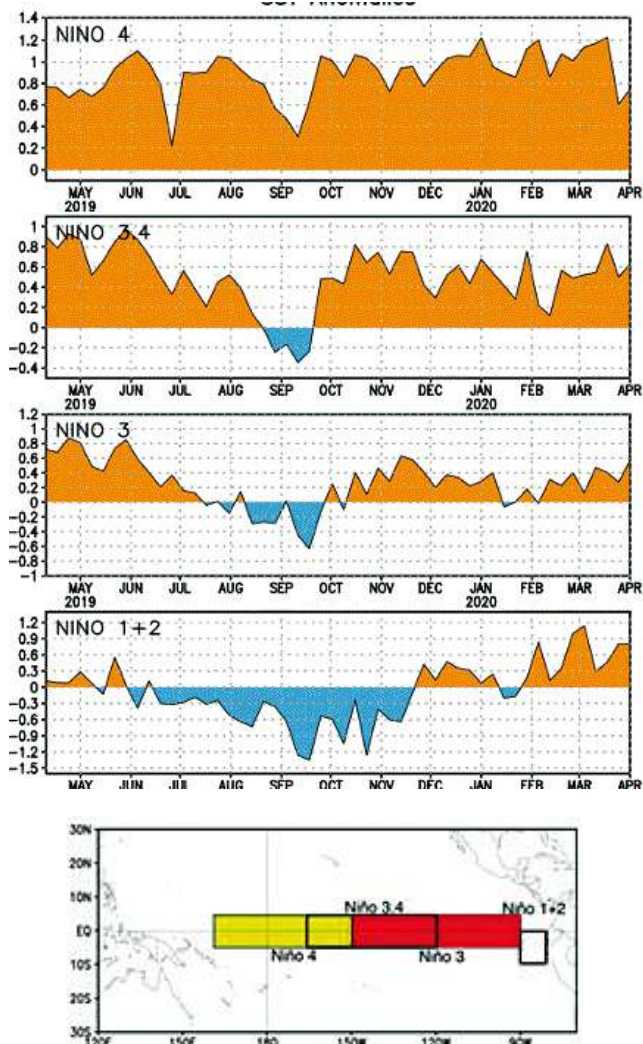 SST Anomalies
1.4
NINO 4
1.2
1
0.8
0.6
0.4
0.2
0
MAY JUN JUL AUG SEP OCT NOV DEC JAN FEB MAR APR
2019 2020
1
NINO 3.4
0.8
0.6
0.4
0.2
0
-0.2
-0.4
MAY JUN JUL AUG SEP OCT NOV DEC JAN FEB MAR APR
2019 2020
1.2
NINO 3
1
0.8
0.6
0.4
0.2
0
-0.2
-0.4
-0.6
-0.8
-1
MAY JUN JUL AUG SEP OCT NOV DEC JAN FEB MAR APR
2019 2020
1.2
NINO 1+2
0.9
0.6
0.3
0
-0.3
-0.6
-0.9
-1.2
-1.5
MAY JUN JUL AUG SEP OCT NOV DEC JAN FEB MAR APR
30N
20N
10N
Niño 3.4 Niño 1+2
EQ
Niño 4 Niño 3
10S
20S
30S
120E 150E 180 150W 120W 90W